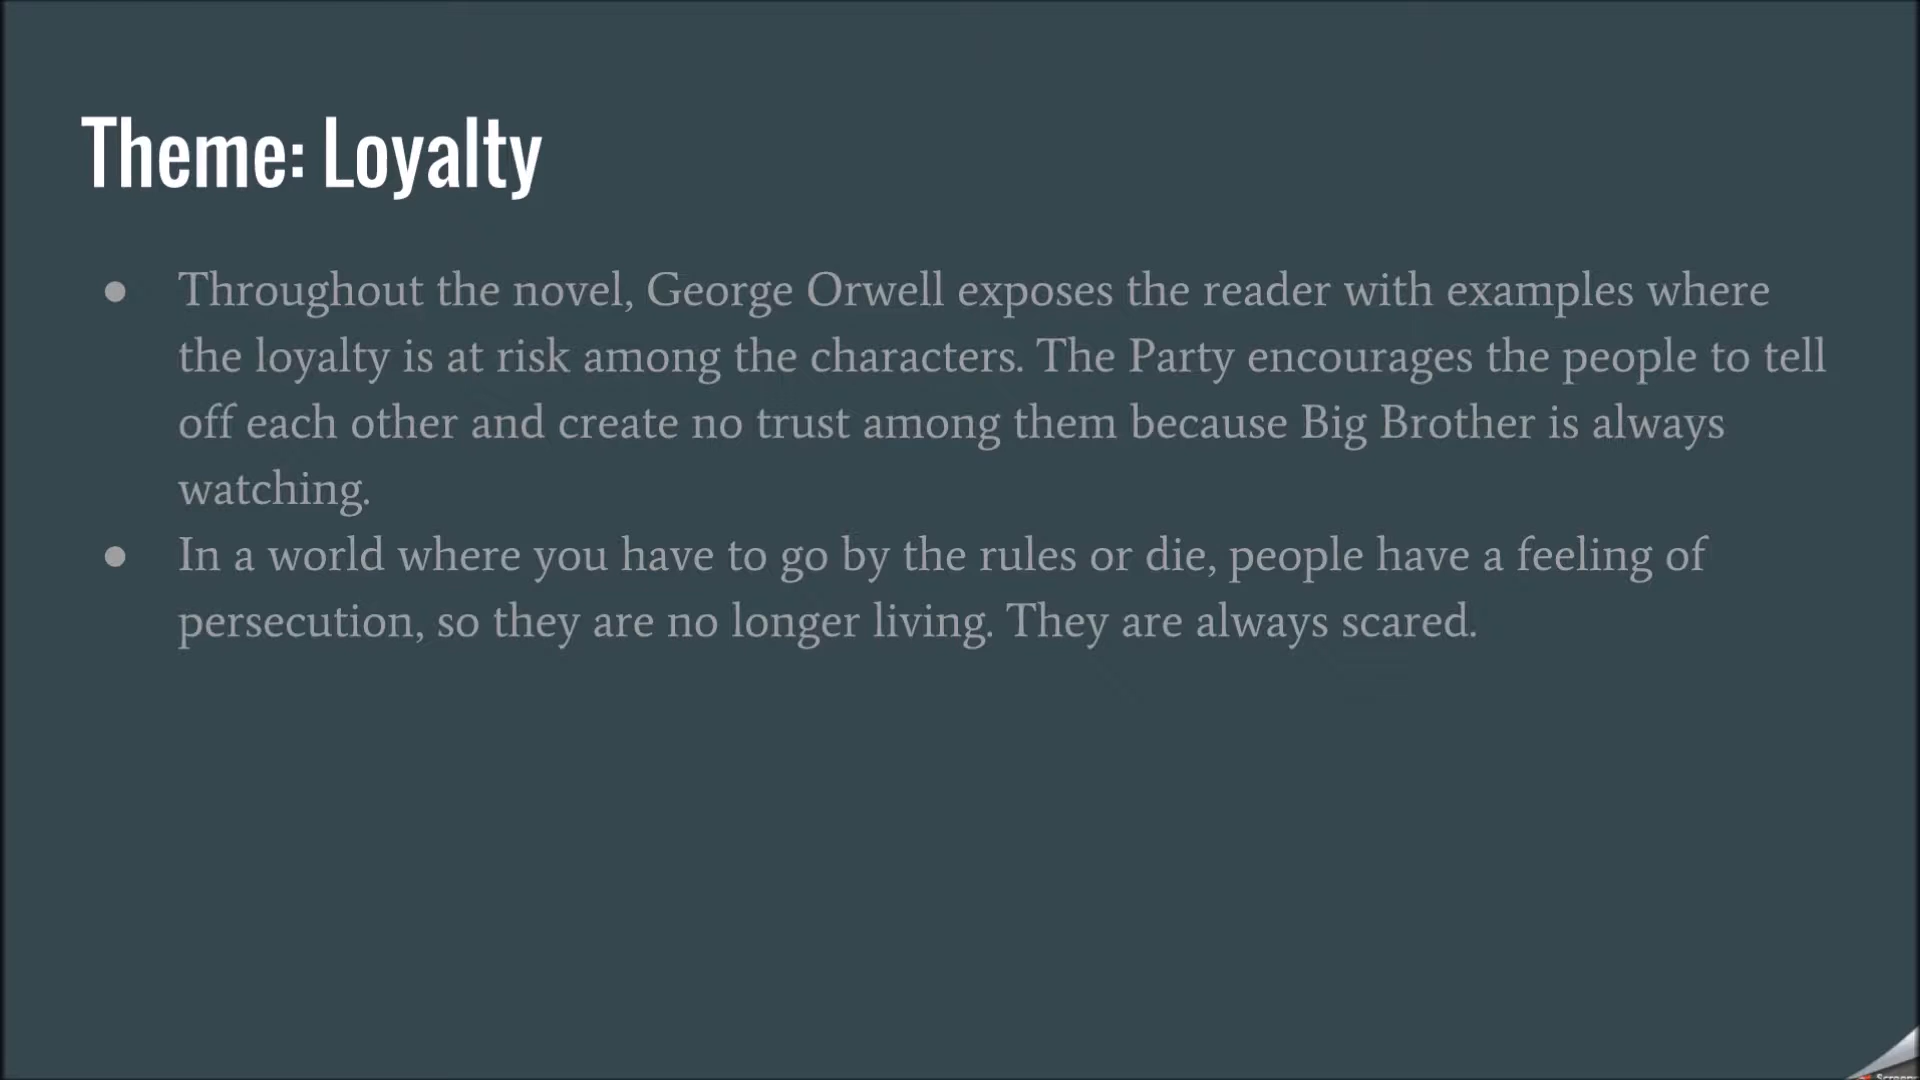 Theme: Loyalty
● Throughout the novel, George Orwell exposes the reader with examples where
the loyalty is at risk among the characters. The Party encourages the people to tell
off each other and create no trust among them because Big Brother is always
watching.
● In a world where you have to go by the rules or die, people have a feeling of
persecution, so they are no longer living. They are always scared.